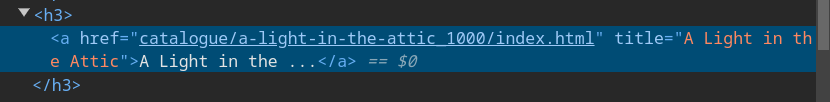 ▼<h3>
<a href="catalogue/a-light-in-the-attic_1000/index.html" title="A Light in th
e Attic">A Light in the ...</a> == $0
</h3>